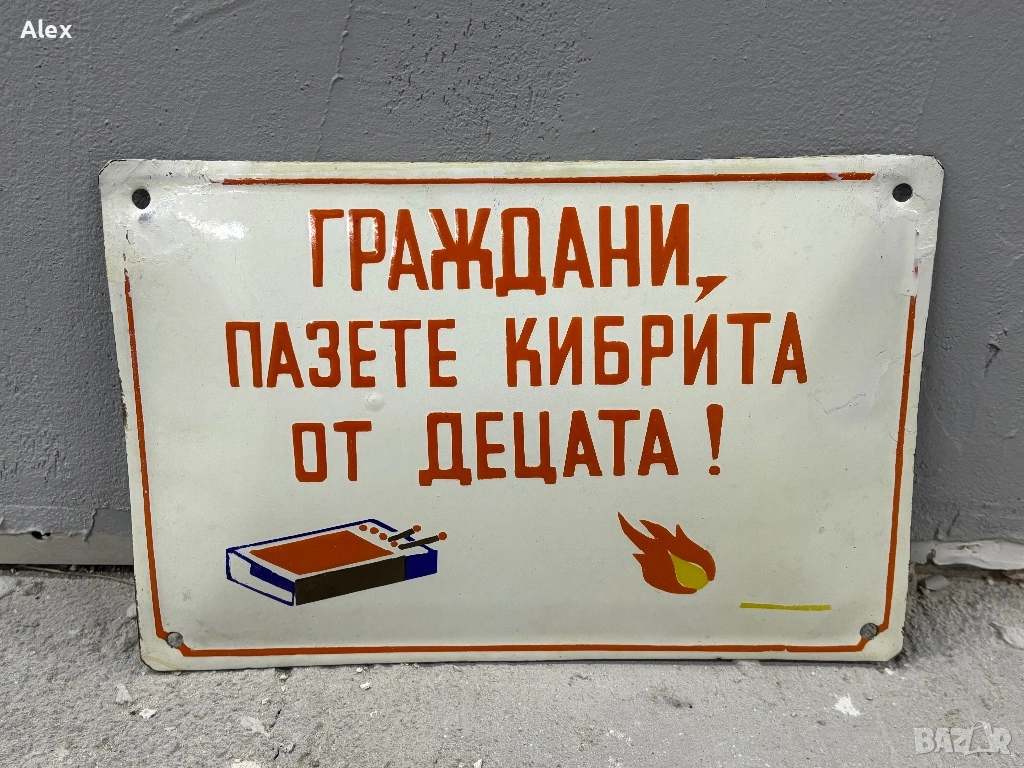 Alex
ГРАЖДАНИ,
ПАЗЕТЕ КИБРИТА
ОТ ДЕЦАТА!
BAZAR